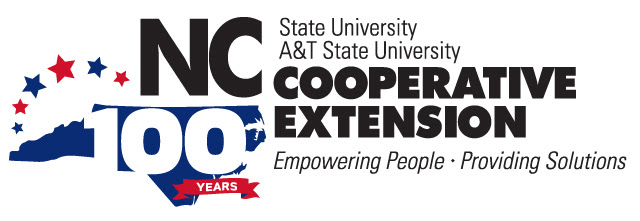 NC
State University
A&T State University
COOPERATIVE
EXTENSION
Empowering People · Providing Solutions
100
YEARS